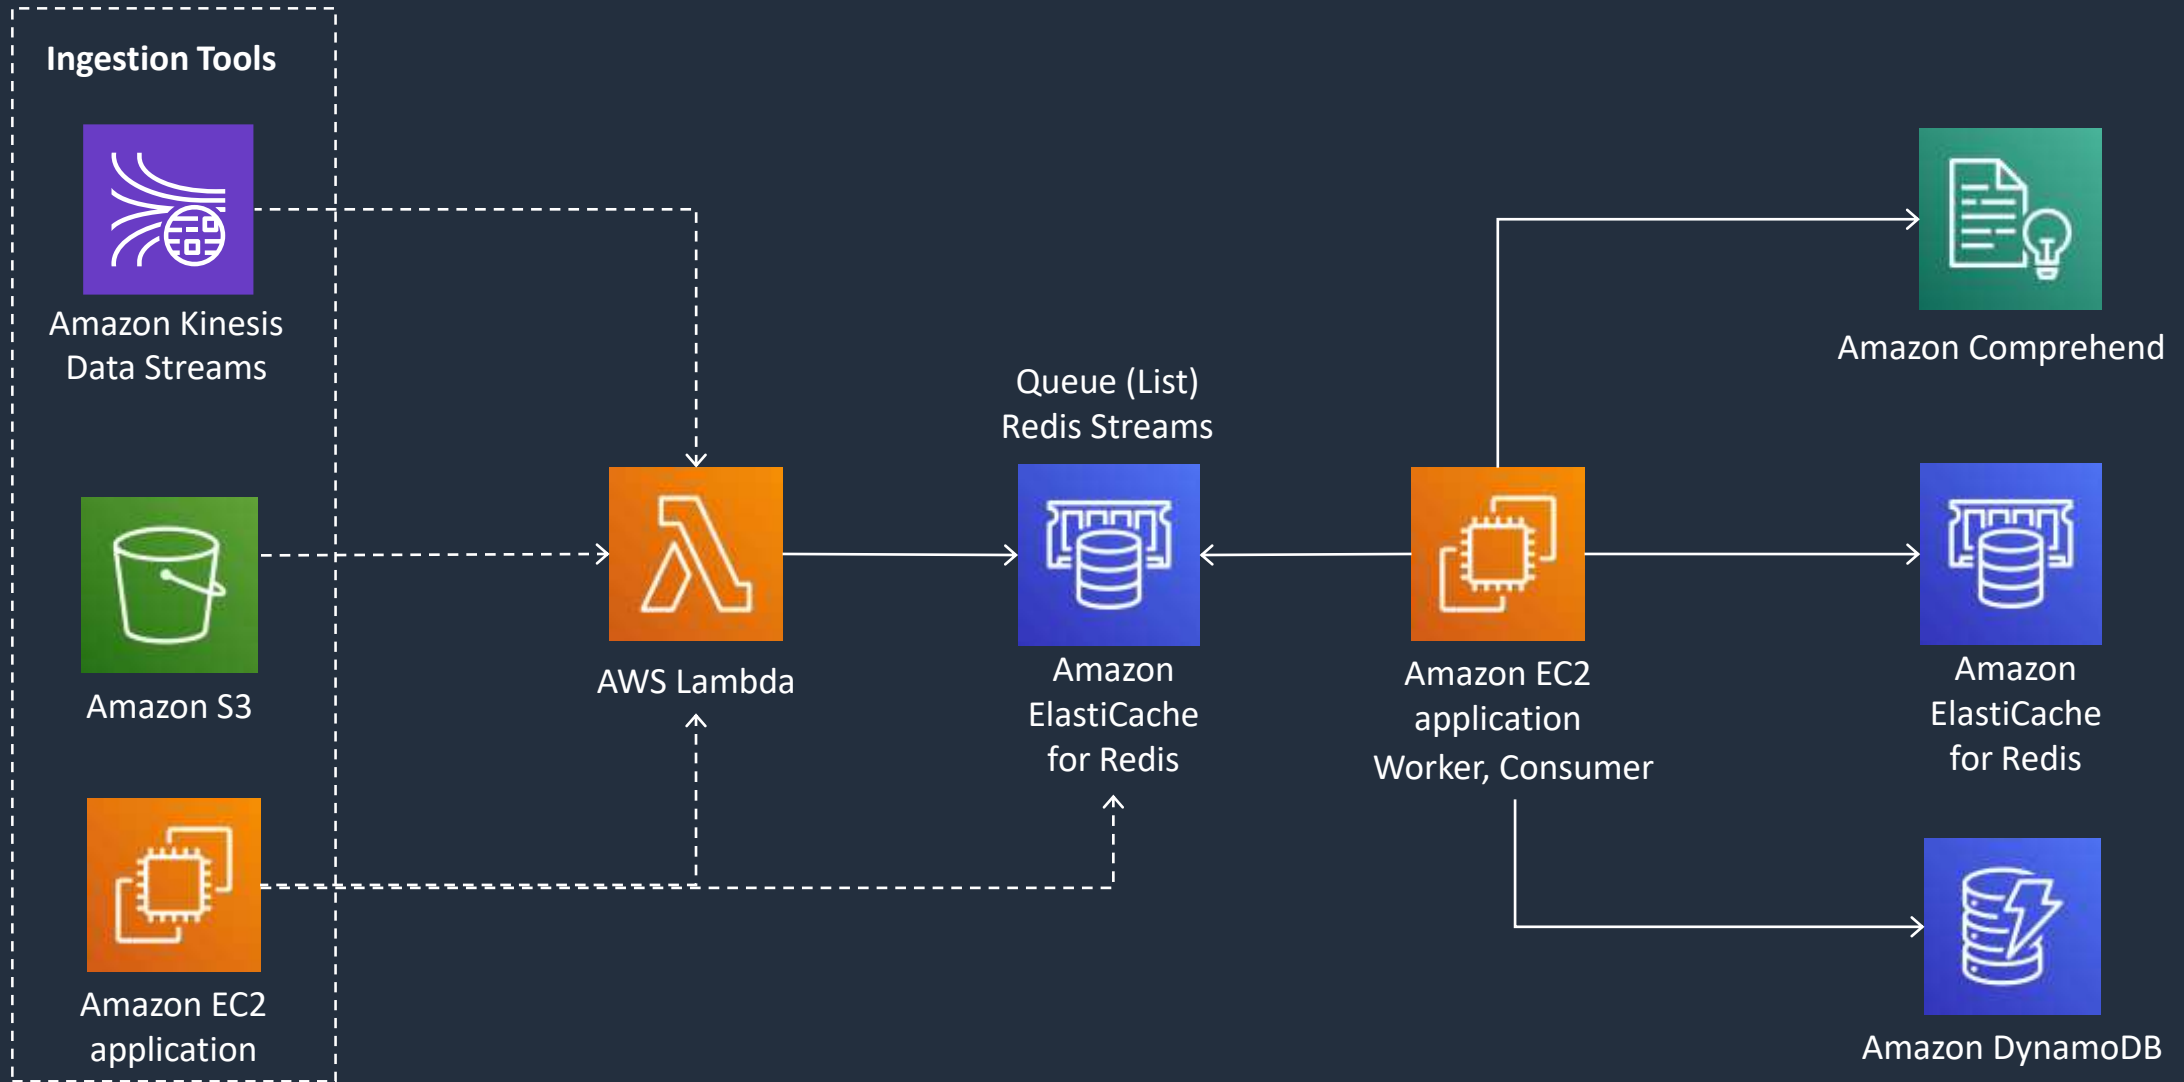 Ingestion Tools
Amazon Kinesis
Data Streams
Amazon S3
Amazon EC2
application
AWS Lambda
Queue (List)
Redis Streams
Amazon
ElastiCache
for Redis
Amazon EC2
application
Worker, Consumer
Amazon Comprehend
Amazon
ElastiCache
for Redis
Amazon DynamoDB